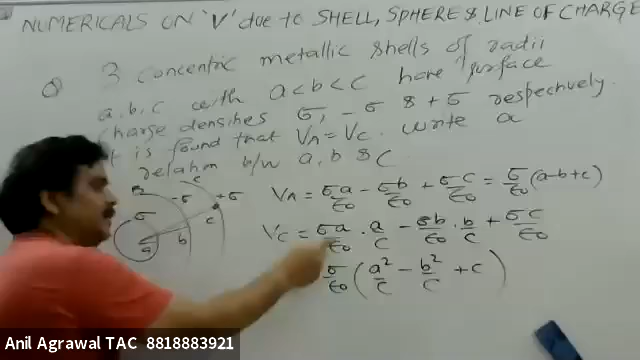 NUMERICALS ON 'V' due to SHELL, SPHERE & LINE OF CHARGE
Q 3 concentric metallic shells of radii
a, b, c with a < b < c have surface
charge densities σ, -σ & +σ respectively.
It is found that VA = VC. Write a
relation b/w a, b & C
VA = σa/ε0 - σb/ε0 + σc/ε0 = σ/ε0 (a-b+c)
VC = σa/ε0 . a/c - σb/ε0 . b/c + σc/ε0
σ/ε0 (a²/c - b²/c + c)
B C
σ -σ +σ
a b c
Anil Agrawal TAC 8818883921